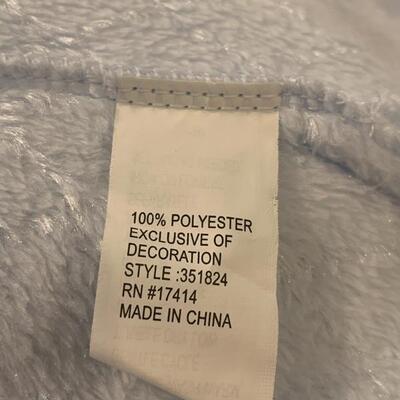 100% POLYESTER
EXCLUSIVE OF
DECORATION
STYLE :351824
RN #17414
MADE IN CHINA